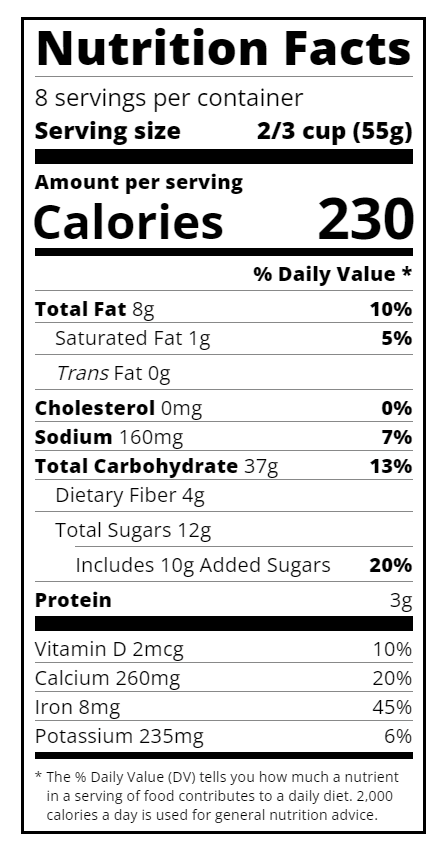 Nutrition Facts
8 servings per container
Serving size 2/3 cup (55g)
Amount per serving
Calories 230
% Daily Value *
Total Fat 8g 10%
Saturated Fat 1g 5%
Trans Fat 0g
Cholesterol 0mg 0%
Sodium 160mg 7%
Total Carbohydrate 37g 13%
Dietary Fiber 4g
Total Sugars 12g
Includes 10g Added Sugars 20%
Protein 3g
Vitamin D 2mcg 10%
Calcium 260mg 20%
Iron 8mg 45%
Potassium 235mg 6%
* The % Daily Value (DV) tells you how much a nutrient
in a serving of food contributes to a daily diet. 2,000
calories a day is used for general nutrition advice.